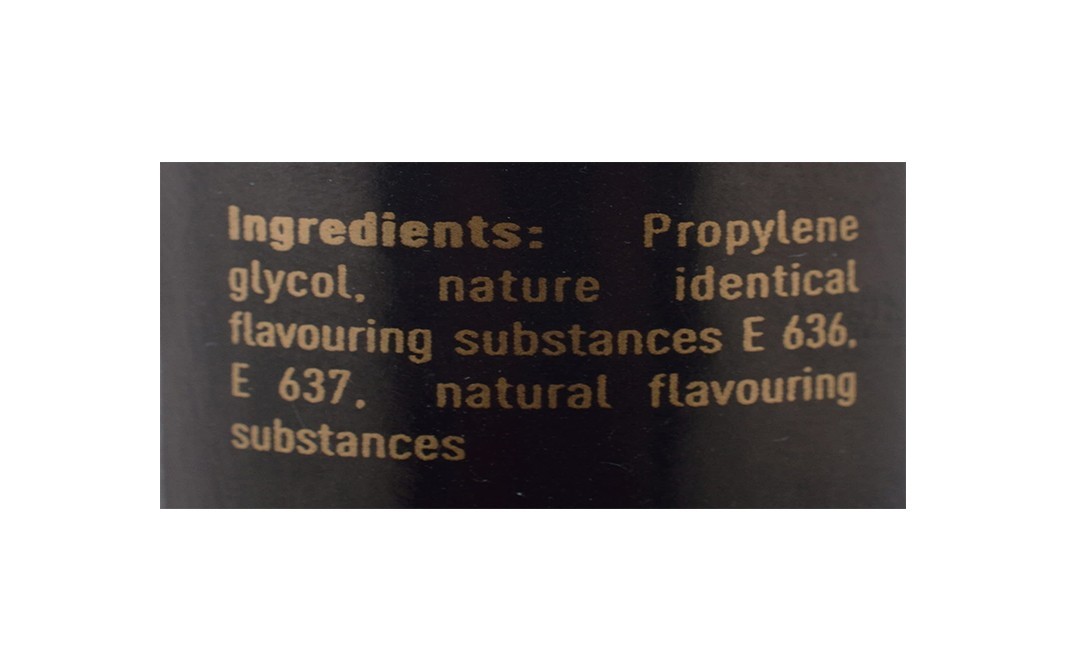 Ingredients: Propylene
glycol, nature identical
flavouring substances E 636,
E 637, natural flavouring
substances